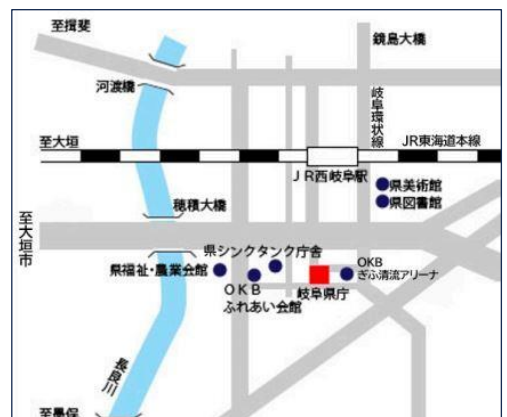 至揖斐
鏡島大橋
河渡橋
岐阜環状線
至大垣
JR東海道本線
JR西岐阜駅
県美術館
県図書館
穂積大橋
至大垣市
県シンクタンク庁舎
県福祉・農業会館
OKB
ふれあい会館
岐阜県庁
OKB
ぎふ清流アリーナ
長良川
至墨俣